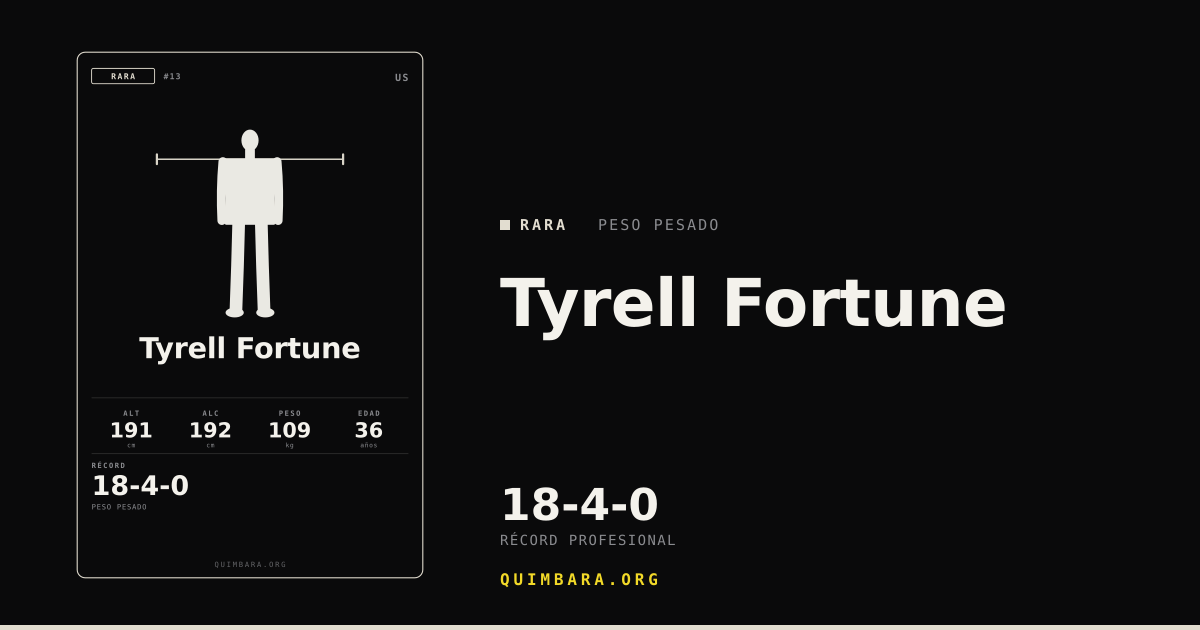 RARA #13 US
Tyrell Fortune
ALT ALC PESO EDAD
191 192 109 36
cm cm kg años
RÉCORD
18-4-0
PESO PESADO
QUIMBARA.ORG
RARA PESO PESADO
Tyrell Fortune
18-4-0
RÉCORD PROFESIONAL
QUIMBARA.ORG